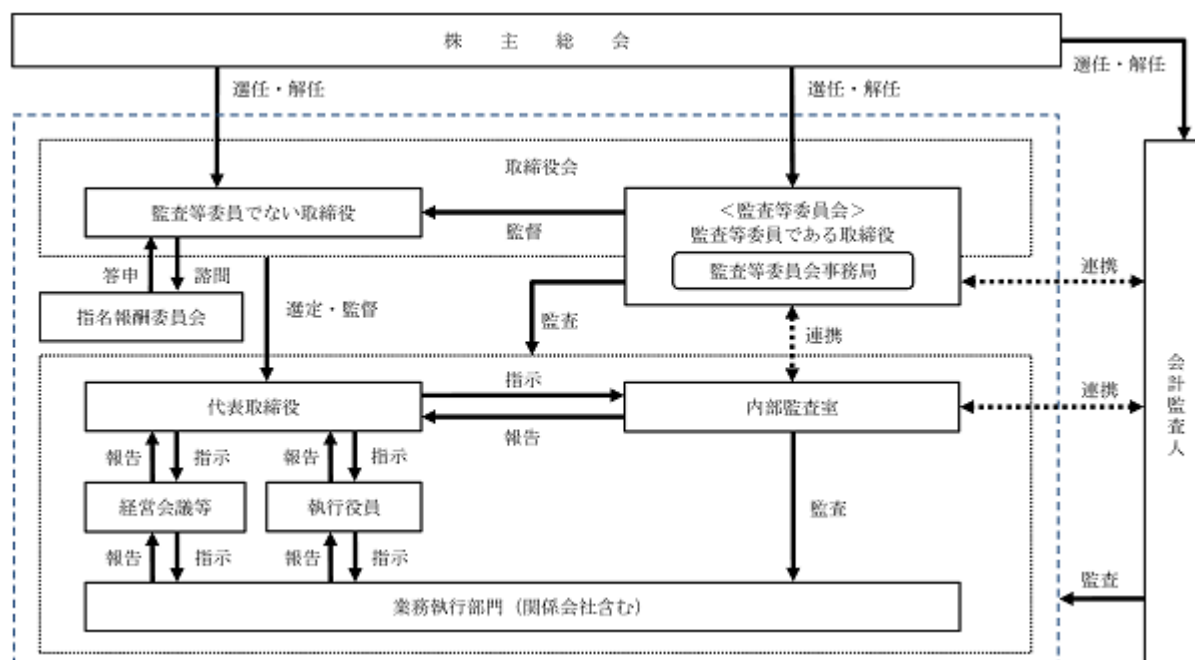 株主総会
選任・解任
選任・解任
選任・解任
取締役会
監査等委員でない取締役
監督
＜監査等委員会＞
監査等委員である取締役
監査等委員会事務局
答申
諮問
指名報酬委員会
選定・監督
監査
連携
連携
代表取締役
指示
報告
内部監査室
連携
会計監査人
報告
指示
報告
指示
経営会議等
執行役員
監査
報告
指示
報告
指示
監査
業務執行部門（関係会社含む）